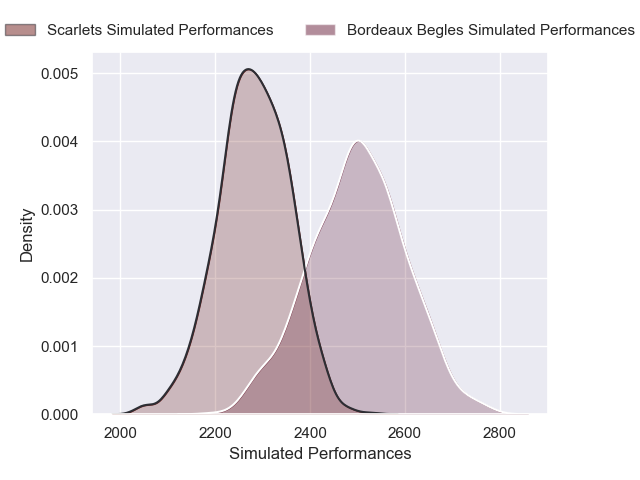 Scarlets Simulated Performances
Bordeaux Begles Simulated Performances
0.005
0.004
0.003
0.002
0.001
0.000
Density
2000 2200 2400 2600 2800
Simulated Performances